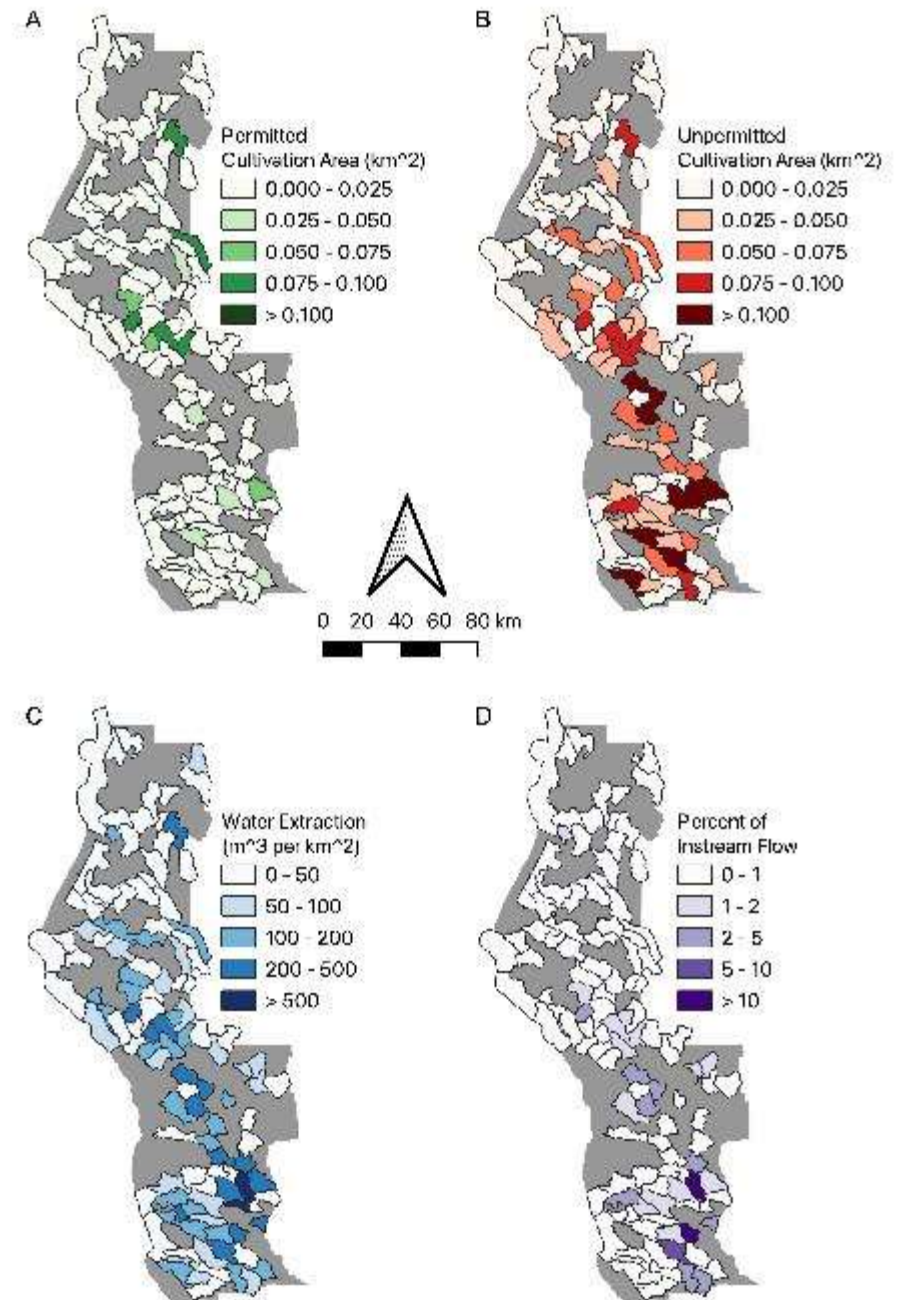 A
Permitted
Cultivation Area (km^2)
0.000 - 0.025
0.025 - 0.050
0.050 - 0.075
0.075 - 0.100
> 0.100
B
Unpermitted
Cultivation Area (km^2)
0.000 - 0.025
0.025 - 0.050
0.050 - 0.075
0.075 - 0.100
> 0.100
0 20 40 60 80 km
C
Water Extraction
(m^3 per km^2)
0 - 50
50 - 100
100 - 200
200 - 500
> 500
D
Percent of
Instream Flow
0 - 1
1 - 2
2 - 5
5 - 10
> 10